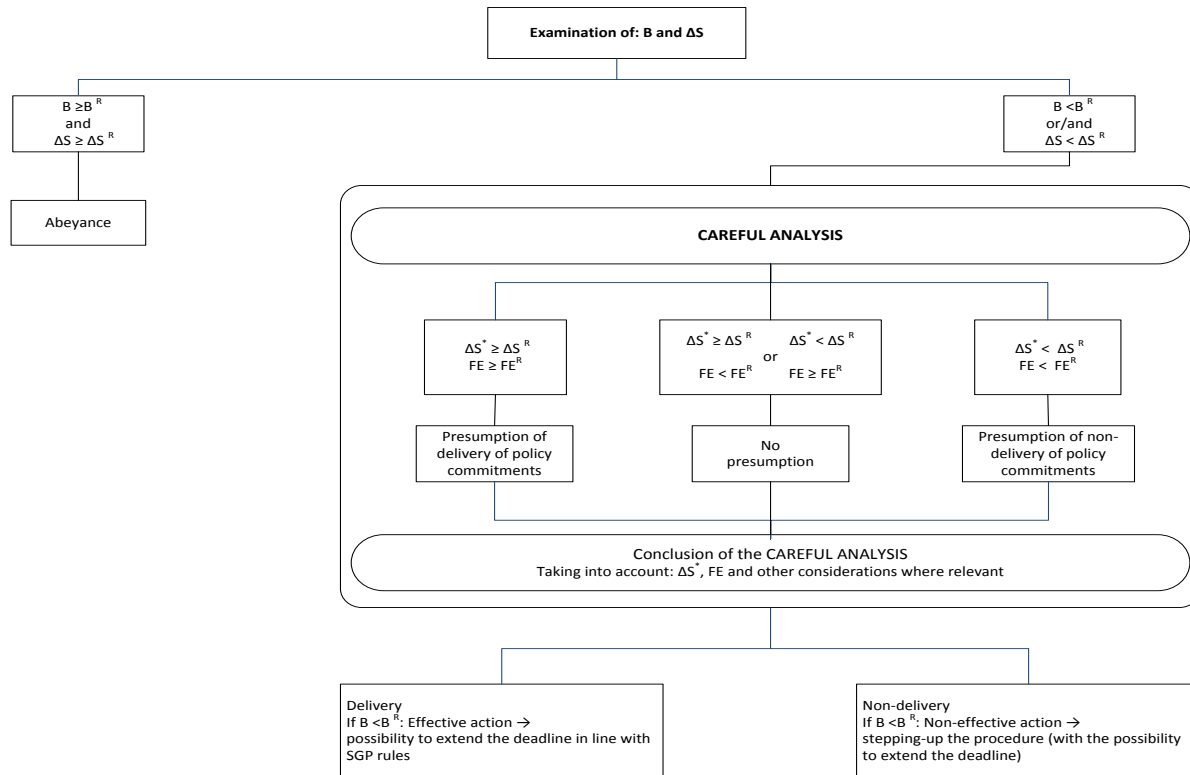 Examination of: B and ΔS
B ≥B R
and
ΔS ≥ ΔS R
B <B R
or/and
ΔS < ΔS R
Abeyance
CAREFUL ANALYSIS
ΔS* ≥ ΔS R
FE ≥ FE R
ΔS* ≥ ΔS R ΔS* < ΔS R
or
FE < FE R FE ≥ FE R
ΔS* < ΔS R
FE < FE R
Presumption of
delivery of policy
commitments
No
presumption
Presumption of non-
delivery of policy
commitments
Conclusion of the CAREFUL ANALYSIS
Taking into account: ΔS*, FE and other considerations where relevant
Delivery
If B <B R: Effective action →
possibility to extend the deadline in line with
SGP rules
Non-delivery
If B <B R: Non-effective action →
stepping-up the procedure (with the possibility
to extend the deadline)